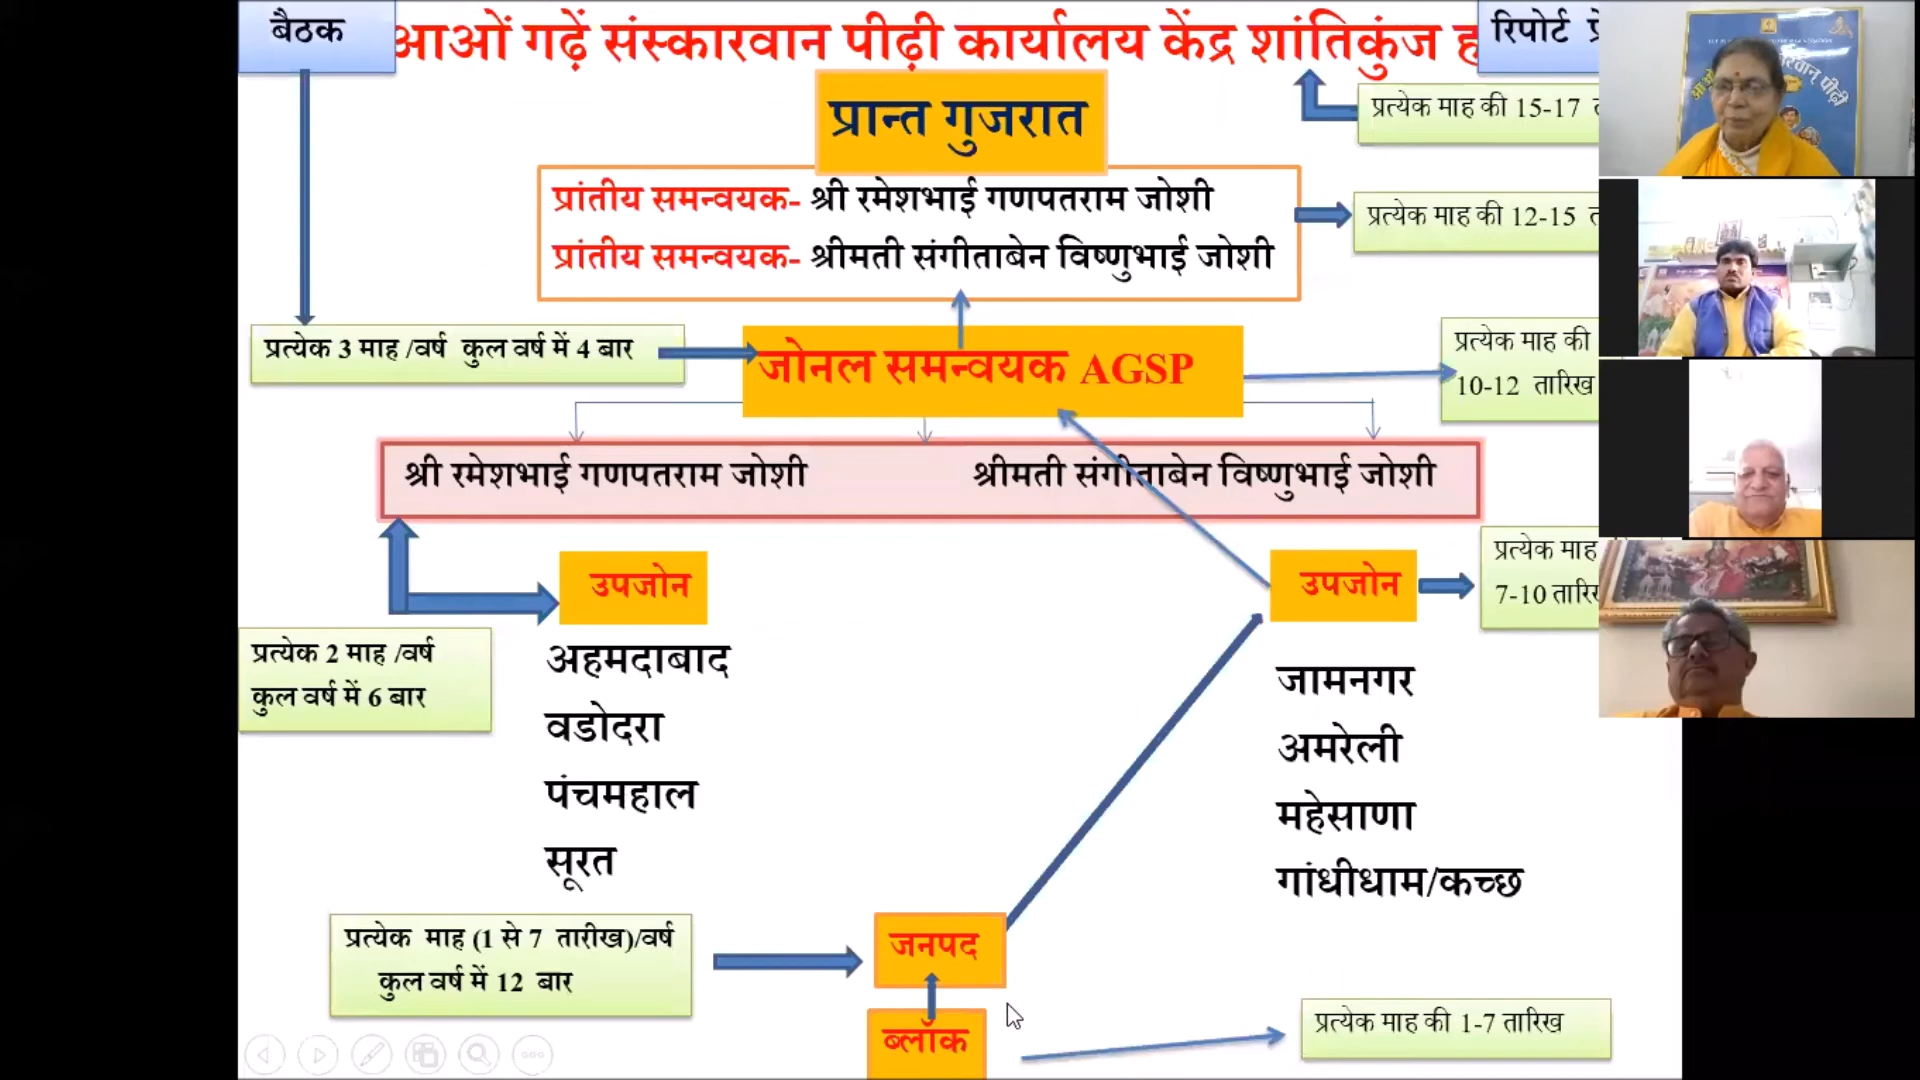 बैठक
आओं गढ़ें संस्कारवान पीढ़ी कार्यालय केंद्र शांतिकुंज
रिपोर्ट
प्रान्त गुजरात
प्रत्येक माह की 15-17
प्रांतीय समन्वयक- श्री रमेशभाई गणपतराम जोशी
प्रांतीय समन्वयक- श्रीमती संगीताबेन विष्णुभाई जोशी
प्रत्येक माह की 12-15
प्रत्येक 3 माह /वर्ष कुल वर्ष में 4 बार
जोनल समन्वयक AGSP
प्रत्येक माह की
10-12 तारिख
श्री रमेशभाई गणपतराम जोशी
श्रीमती संगीताबेन विष्णुभाई जोशी
उपजोन
उपजोन
प्रत्येक माह
7-10
प्रत्येक 2 माह /वर्ष
कुल वर्ष में 6 बार
अहमदाबाद
वडोदरा
पंचमहाल
सूरत
जामनगर
अमरेली
महेसाणा
गांधीधाम/कच्छ
प्रत्येक माह (1 से 7 तारीख)/वर्ष
कुल वर्ष में 12 बार
जनपद
ब्लॉक
प्रत्येक माह की 1-7 तारिख